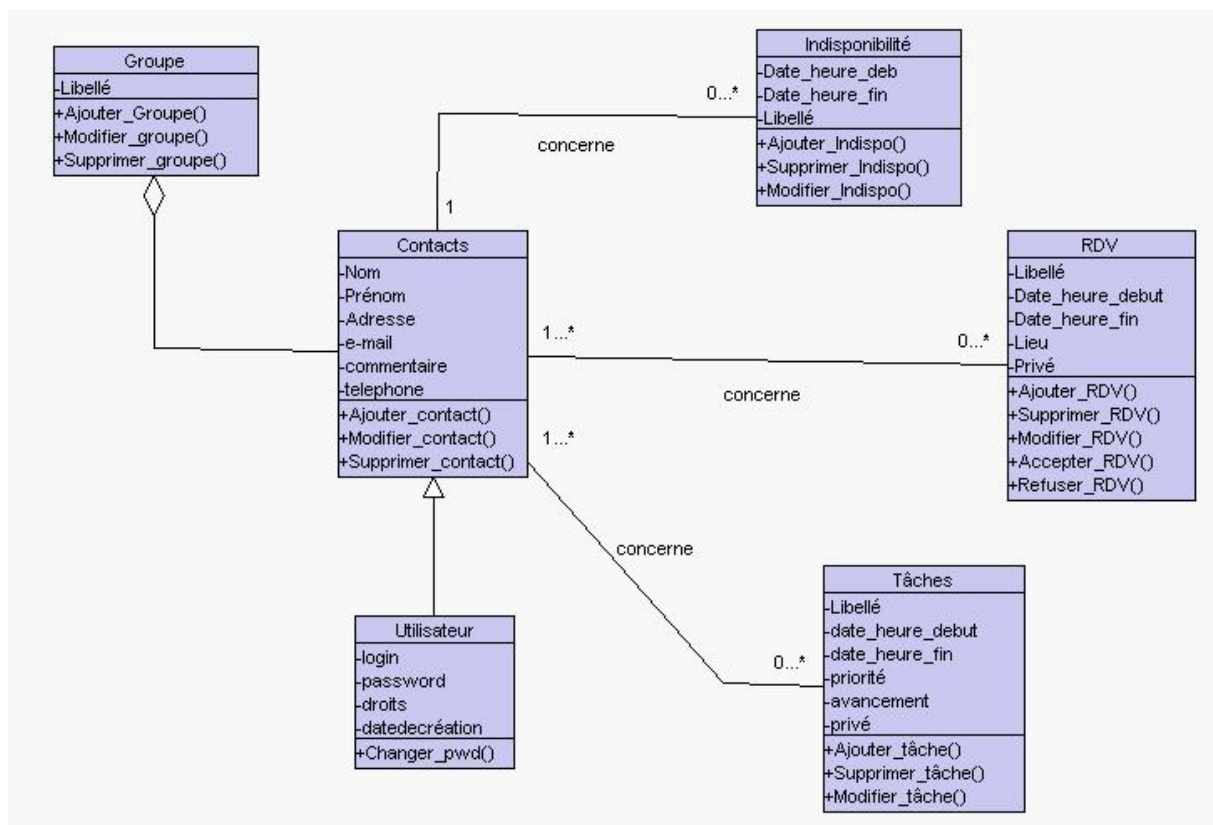 Groupe
-Libellé
+Ajouter_Groupe()
+Modifier_groupe()
+Supprimer_groupe()
Indisponibilité
-Date_heure_deb
-Date_heure_fin
-Libellé
+Ajouter_Indispo()
+Supprimer_Indispo()
+Modifier_Indispo()
0...*
concerne
1
Contacts
-Nom
-Prénom
-Adresse
-e-mail
-commentaire
-telephone
+Ajouter_contact()
+Modifier_contact()
+Supprimer_contact()
1...*
0...*
concerne
RDV
-Libellé
-Date_heure_debut
-Date_heure_fin
-Lieu
-Privé
+Ajouter_RDV()
+Supprimer_RDV()
+Modifier_RDV()
+Accepter_RDV()
+Refuser_RDV()
1...*
concerne
0...*
Utilisateur
-login
-password
-droits
-datedecréation
+Changer_pwd()
Tâches
-Libellé
-date_heure_debut
-date_heure_fin
-priorité
-avancement
-privé
+Ajouter_tâche()
+Supprimer_tâche()
+Modifier_tâche()